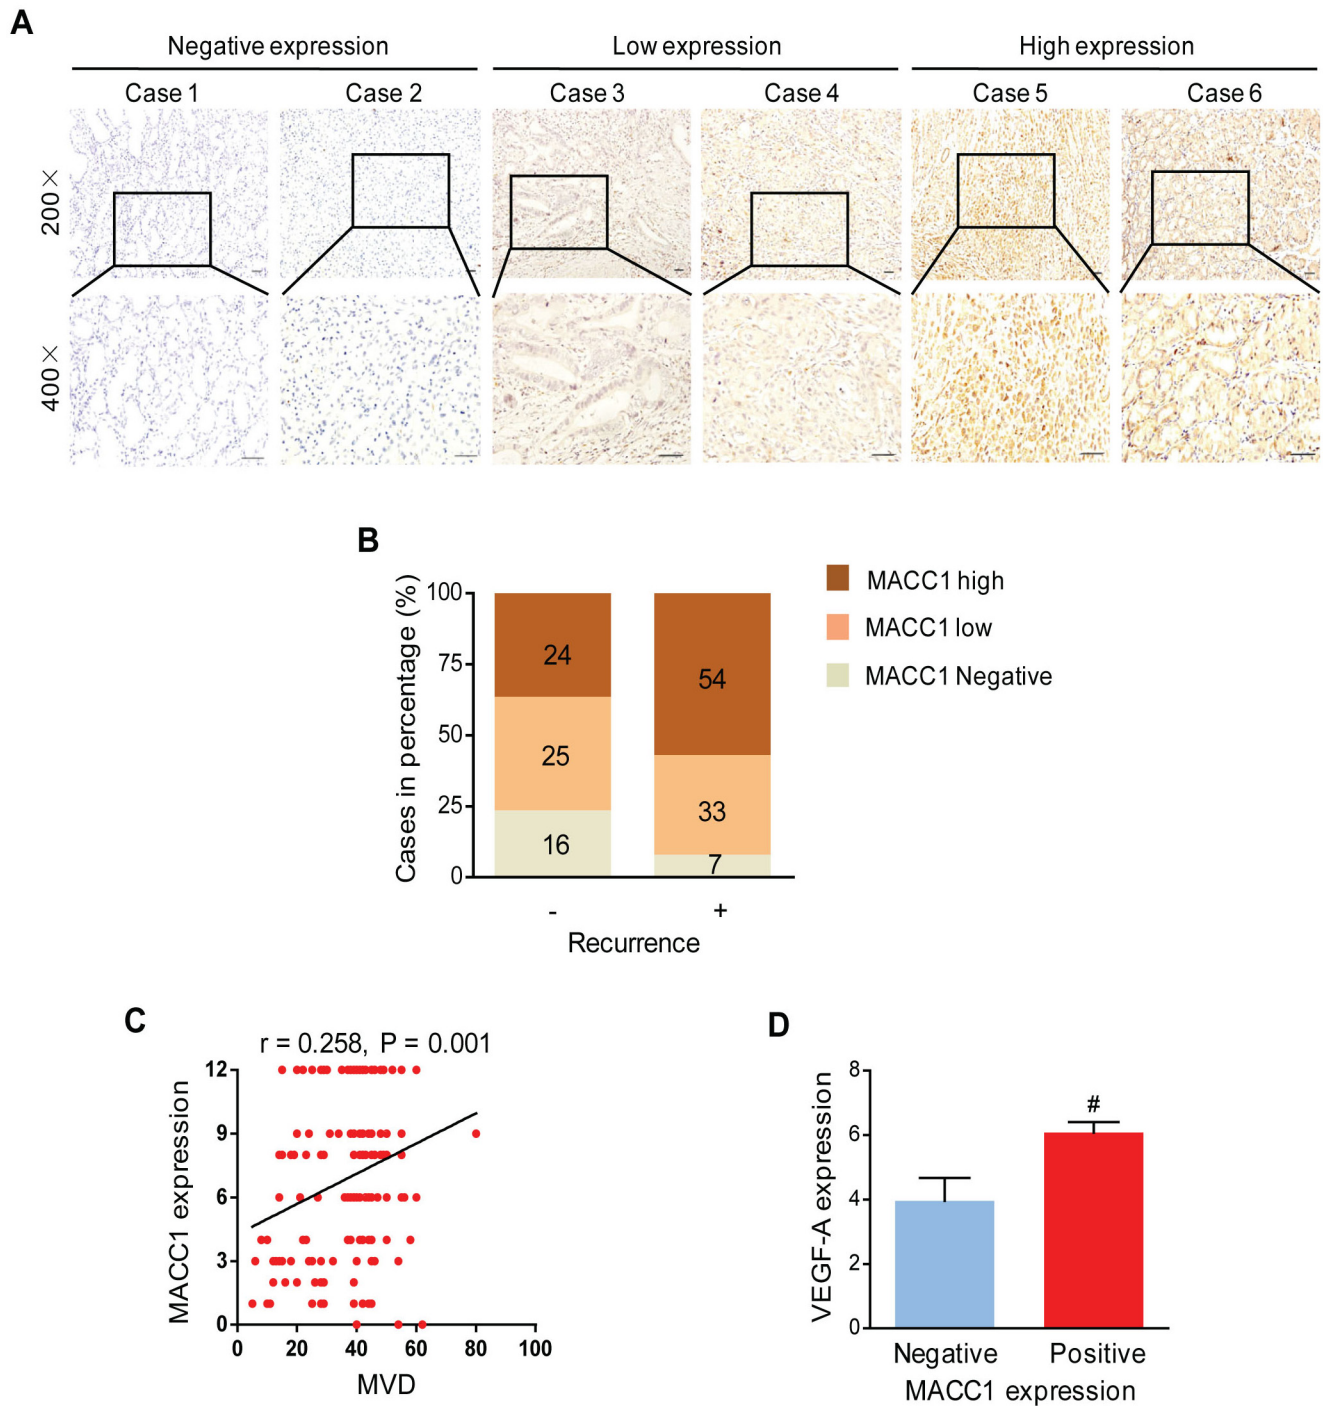 A
Negative expression Low expression High expression
Case 1 Case 2 Case 3 Case 4 Case 5 Case 6
200×
400×
B
Cases in percentage (%)
100
75
50
25
0
24
25
16
54
33
7
- +
Recurrence
MACC1 high
MACC1 low
MACC1 Negative
C
r = 0.258, P = 0.001
MACC1 expression
12
9
6
3
0
0 20 40 60 80 100
MVD
D
VEGF-A expression
8
6
4
2
0
#
Negative Positive
MACC1 expression